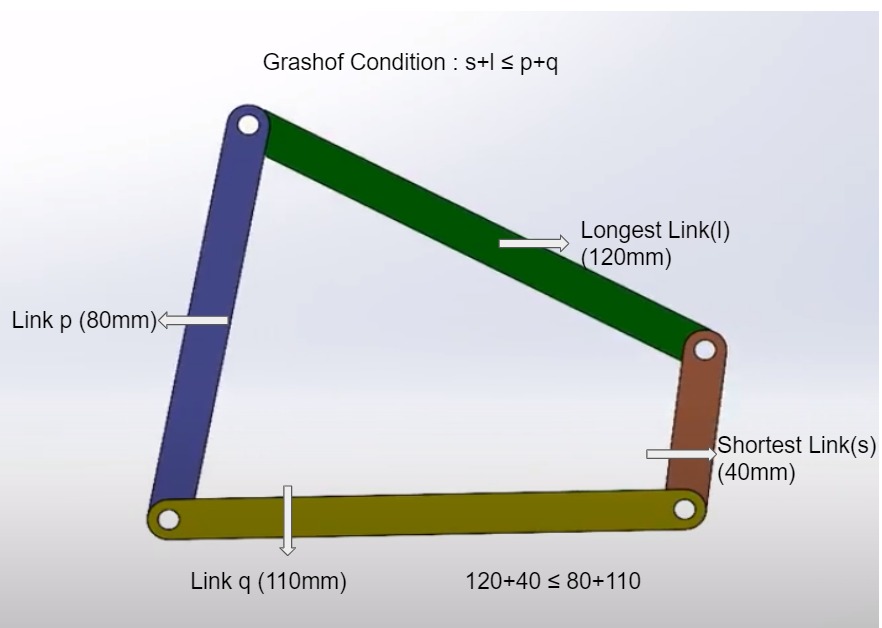 Grashof Condition : s+l ≤ p+q
Longest Link(l)
(120mm)
Link p (80mm)
Shortest Link(s)
(40mm)
Link q (110mm)
120+40 ≤ 80+110